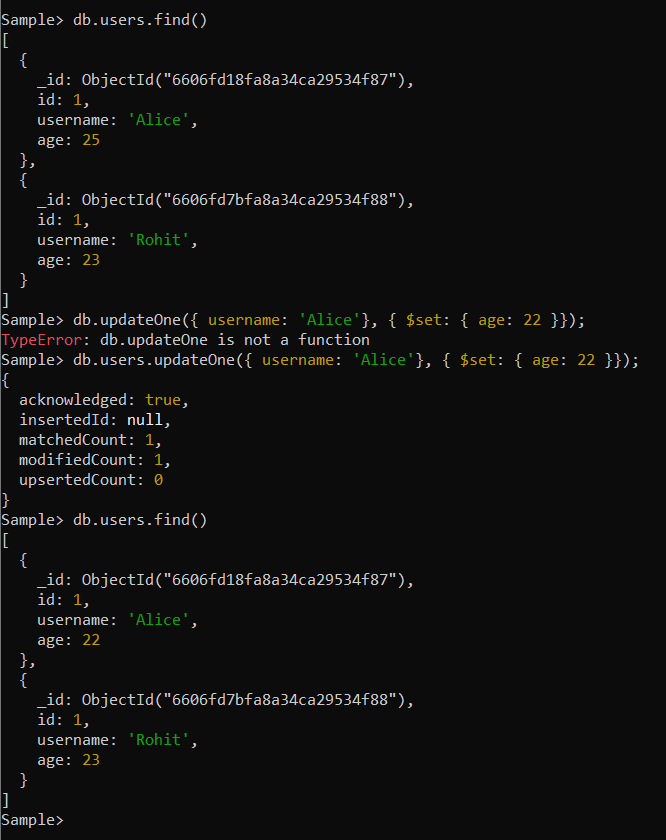 Sample> db.users.find()
[
  {
    _id: ObjectId("6606fd18fa8a34ca29534f87"),
    id: 1,
    username: 'Alice',
    age: 25
  },
  {
    _id: ObjectId("6606fd7bfa8a34ca29534f88"),
    id: 1,
    username: 'Rohit',
    age: 23
  }
]
Sample> db.updateOne({ username: 'Alice'}, { $set: { age: 22 }});
TypeError: db.updateOne is not a function
Sample> db.users.updateOne({ username: 'Alice'}, { $set: { age: 22 }});
{
  acknowledged: true,
  insertedId: null,
  matchedCount: 1,
  modifiedCount: 1,
  upsertedCount: 0
}
Sample> db.users.find()
[
  {
    _id: ObjectId("6606fd18fa8a34ca29534f87"),
    id: 1,
    username: 'Alice',
    age: 22
  },
  {
    _id: ObjectId("6606fd7bfa8a34ca29534f88"),
    id: 1,
    username: 'Rohit',
    age: 23
  }
]
Sample>